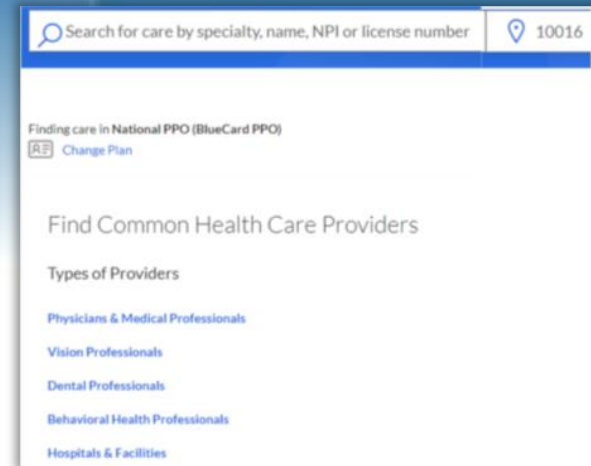 Search for care by specialty, name, NPI or license number
10016
Finding care in National PPO (BlueCard PPO)
Change Plan
Find Common Health Care Providers
Types of Providers
Physicians & Medical Professionals
Vision Professionals
Dental Professionals
Behavioral Health Professionals
Hospitals & Facilities